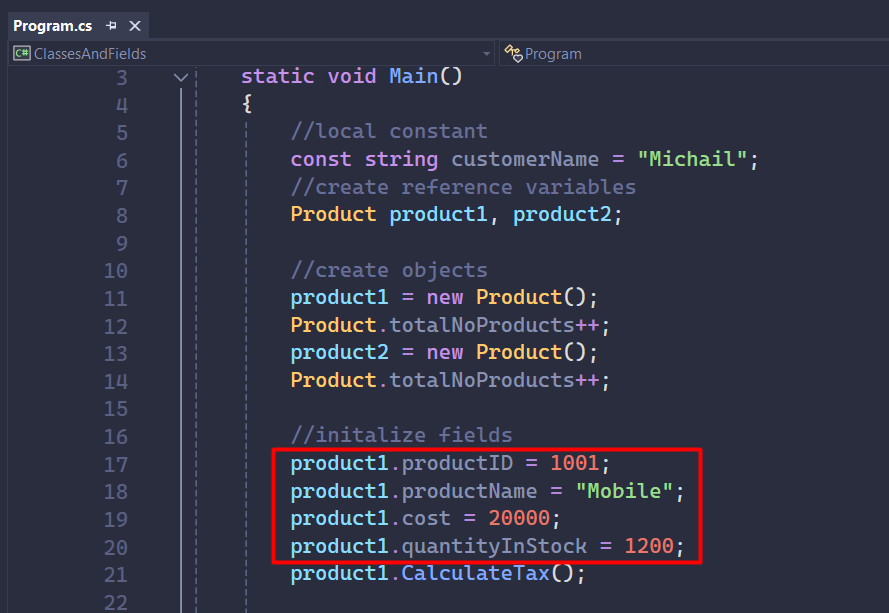 Program.cs
C# ClassesAndFields Program
3 static void Main()
4 {
5 //local constant
6 const string customerName = "Michail";
7 //create reference variables
8 Product product1, product2;
9
10 //create objects
11 product1 = new Product();
12 Product.totalNoProducts++;
13 product2 = new Product();
14 Product.totalNoProducts++;
15
16 //initalize fields
17 product1.productID = 1001;
18 product1.productName = "Mobile";
19 product1.cost = 20000;
20 product1.quantityInStock = 1200;
21 product1.CalculateTax();
22